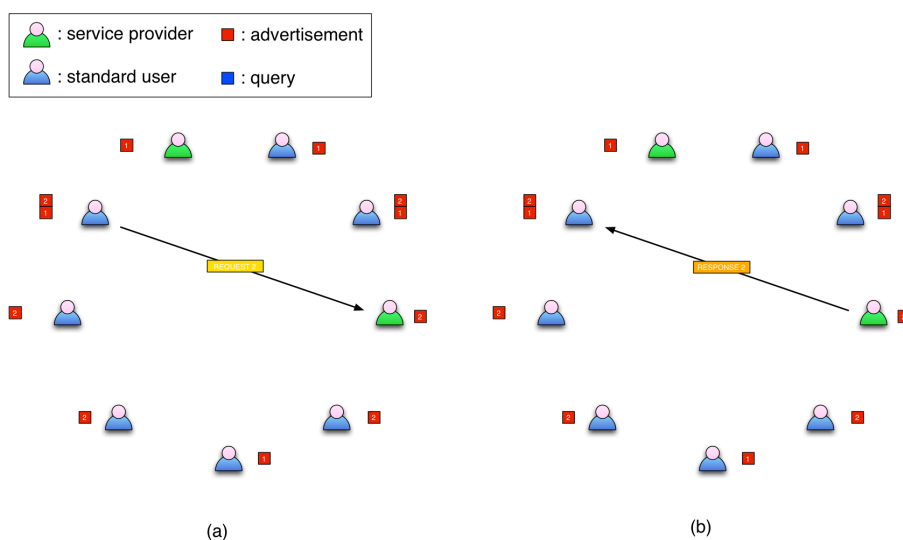 : service provider
: advertisement
: standard user
: query
1
1
2
1
2
1
REQUEST 2
2
2
2
2
1
(a)
1
1
2
1
2
1
RESPONSE 2
2
2
2
2
1
(b)